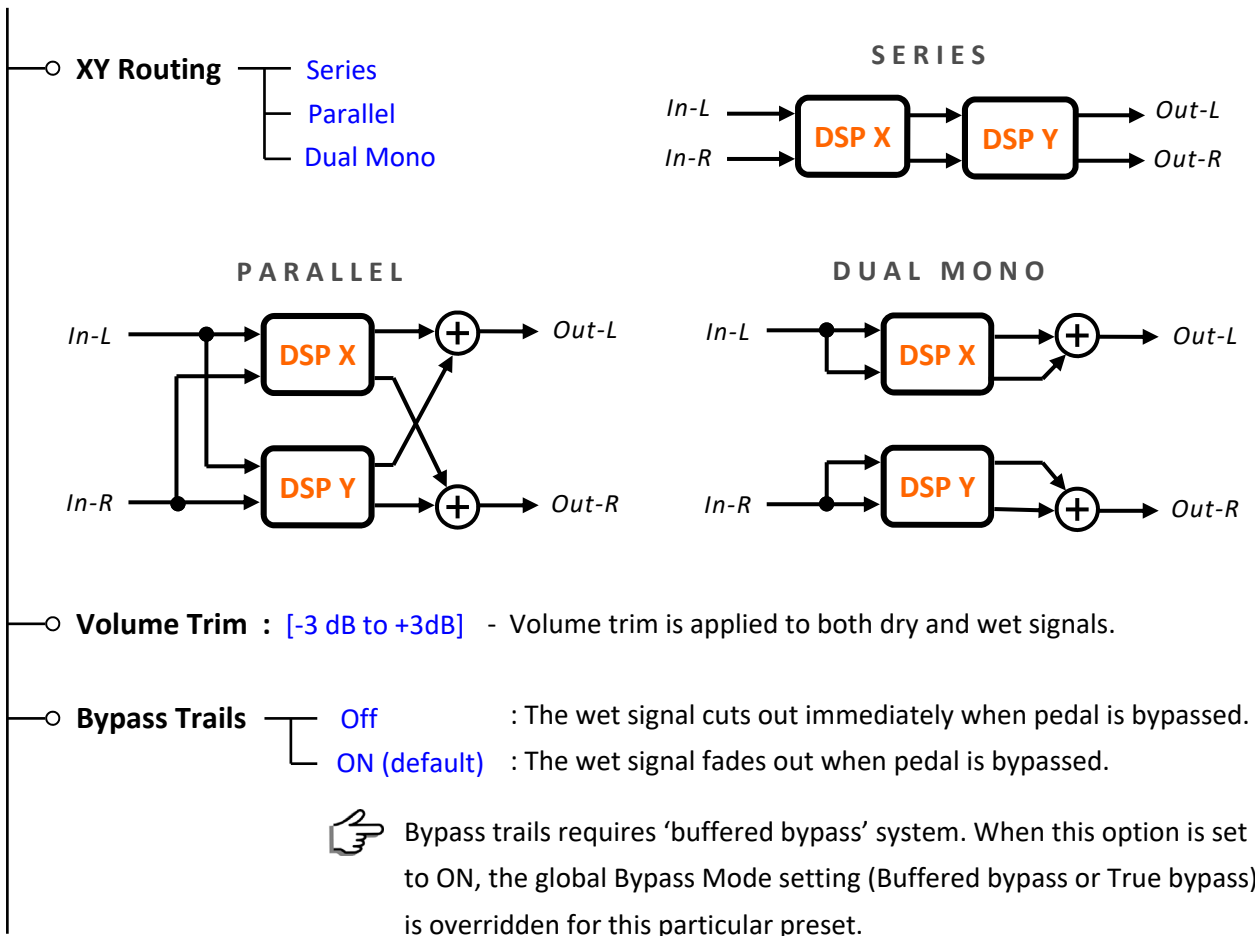 XY Routing
Series
Parallel
Dual Mono
SERIES
In-L
In-R
DSP X
DSP Y
Out-L
Out-R
PARALLEL
In-L
In-R
DSP X
DSP Y
Out-L
Out-R
DUAL MONO
In-L
In-R
DSP X
DSP Y
Out-L
Out-R
Volume Trim : [-3 dB to +3dB] - Volume trim is applied to both dry and wet signals.
Bypass Trails
Off : The wet signal cuts out immediately when pedal is bypassed.
ON (default) : The wet signal fades out when pedal is bypassed.
Bypass trails requires ‘buffered bypass’ system. When this option is set
to ON, the global Bypass Mode setting (Buffered bypass or True bypass)
is overridden for this particular preset.